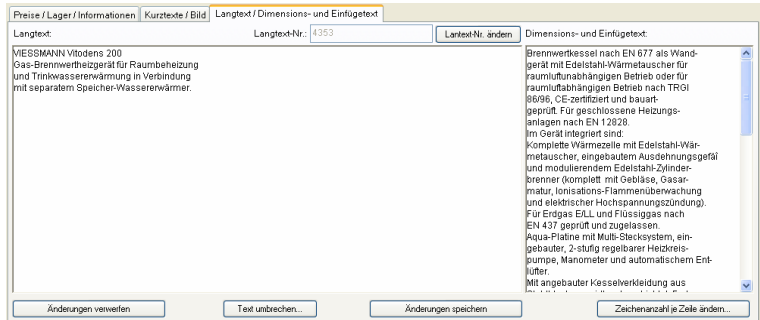 Preise / Lager / Informationen Kurztexte / Bild Langtext / Dimensions- und Einfügetext
Langtext: Langtext-Nr.: 4353 Lantext-Nr. ändern Dimensions- und Einfügetext:
VIESSMANN Vitodens 200
Gas-Brennwertheizgerät für Raumbeheizung
und Trinkwassererwärmung in Verbindung
mit separatem Speicher-Wassererwärmer.
Brennwertkessel nach EN 677 als Wand-
gerät mit Edelstahl-Wärmetauscher für
raumluftunabhängigen Betrieb oder für
raumluftabhängigen Betrieb nach TRGI
86/96, CE-zertifiziert und bauart-
geprüft. Für geschlossene Heizungs-
anlagen nach EN 12828.
Im Gerät integriert sind:
Komplette Wärmezelle mit Edelstahl-Wär-
metauscher, eingebautem Ausdehnungsgefäî
und modulierendem Edelstahl-Zylinder-
brenner (komplett mit Gebläse, Gasar-
matur, Ionisations-Flammenüberwachung
und elektrischer Hochspannungszündung).
Für Erdgas E/LL und Flüssiggas nach
EN 437 geprüft und zugelassen.
Aqua-Platine mit Multi-Stecksystem, ein-
gebauter, 2-stufig regelbarer Heizkreis-
pumpe, Manometer und automatischem Ent-
lüfter.
Mit angebauter Kesselverkleidung aus
Änderungen verwerfen Text umbrechen... Änderungen speichern Zeichenanzahl je Zeile ändern...